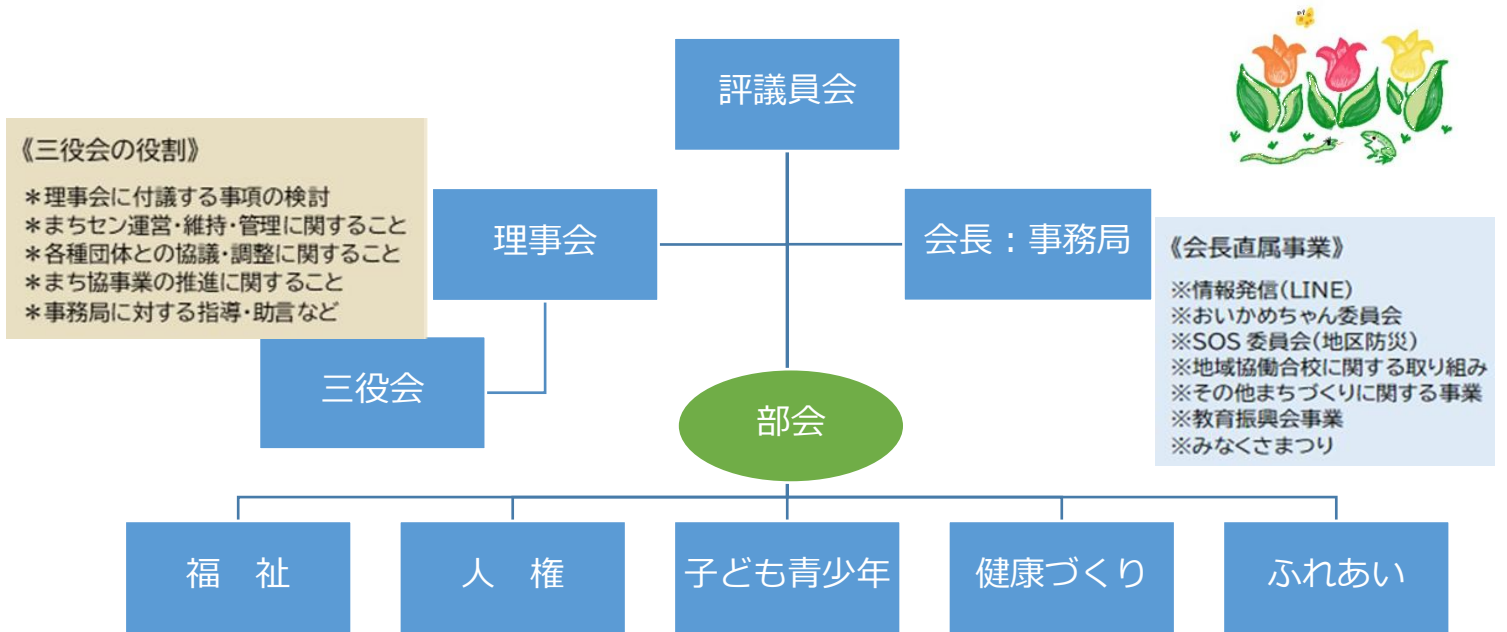 評議員会
《三役会の役割》
＊理事会に付議する事項の検討
＊まちセン運営・維持・管理に関すること
＊各種団体との協議・調整に関すること
＊まち協事業の推進に関すること
＊事務局に対する指導・助言など
理事会
会長：事務局
《会長直属事業》
※情報発信(LINE)
※おいかめちゃん委員会
※SOS 委員会(地区防災)
※地域協働合校に関する取り組み
※その他まちづくりに関する事業
※教育振興会事業
※みなくさまつり
三役会
部会
福　祉
人　権
子ども青少年
健康づくり
ふれあい